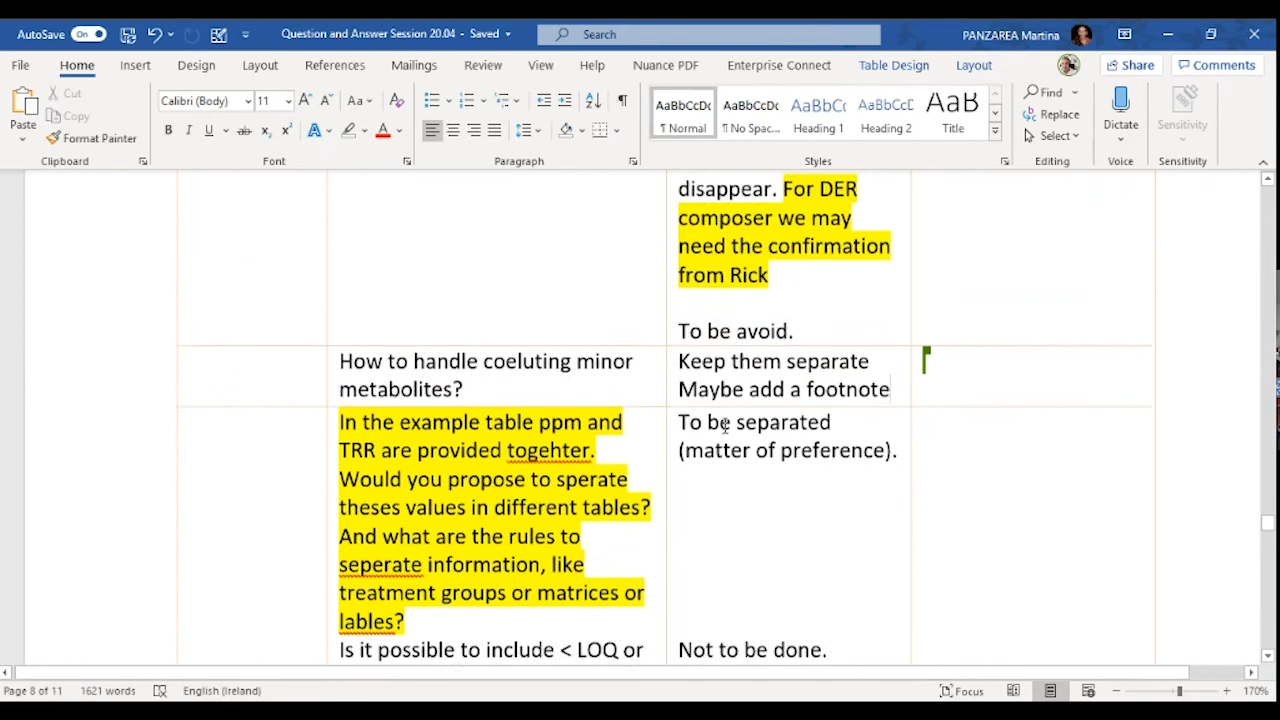 AutoSave On Question and Answer Session 20.04 - Saved Search PANZAREA Martina
File Home Insert Design Layout References Mailings Review View Help Nuance PDF Enterprise Connect Table Design Layout Share Comments
Paste
Cut
Copy
Format Painter
Clipboard
Calibri (Body) 11
Font
Paragraph
AaBbCcDc AaBbCcDc AaBbCc AaBbCcD AaB
¶ Normal ¶ No Spac... Heading 1 Heading 2 Title
Styles
Find
Replace
Select
Editing
Dictate
Voice
Sensitivity
Sensitivity
disappear. For DER
composer we may
need the confirmation
from Rick
To be avoid.
How to handle coeluting minor
metabolites?
Keep them separate
Maybe add a footnote
In the example table ppm and
TRR are provided togehter.
Would you propose to sperate
theses values in different tables?
And what are the rules to
seperate information, like
treatment groups or matrices or
lables?
To be separated
(matter of preference).
Is it possible to include < LOQ or
Not to be done.
Page 8 of 11 1621 words English (Ireland) Focus 170%